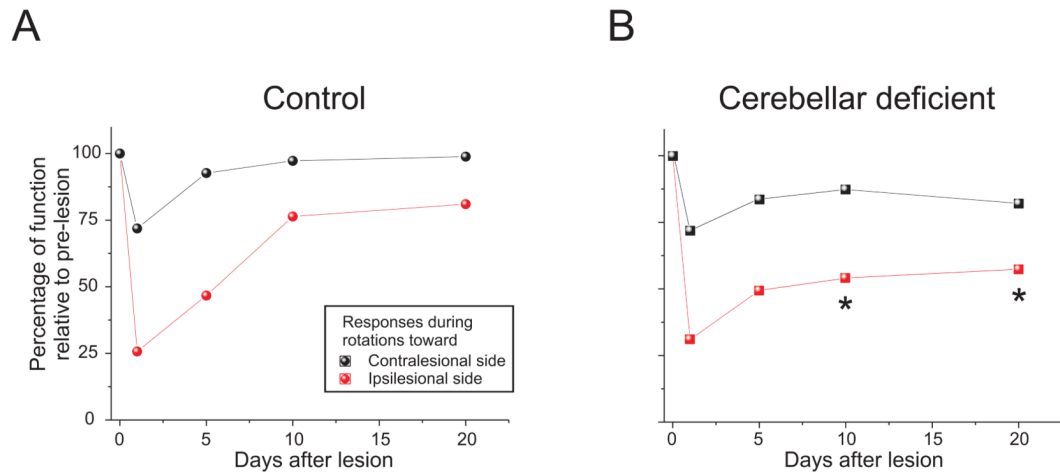 A
B
Control
Cerebellar deficient
Percentage of function
relative to pre-lesion
100
75
50
25
0
Responses during
rotations toward
Contralesional side
Ipsilesional side
*
*
0 5 10 15 20
0 5 10 15 20
Days after lesion
Days after lesion